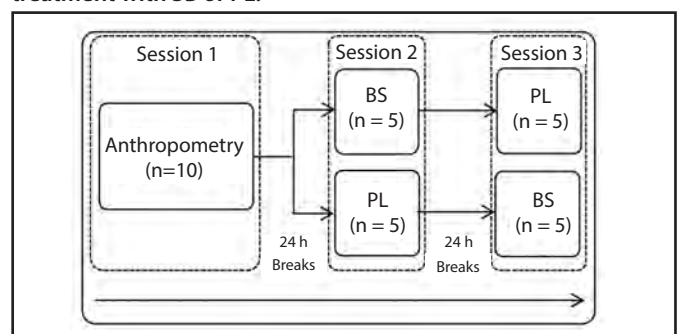 treatment with or PL.
Session 1
Session 2
Session 3
BS
(n = 5)
PL
(n = 5)
Anthropometry
(n=10)
PL
(n = 5)
BS
(n = 5)
24 h
Breaks
24 h
Breaks